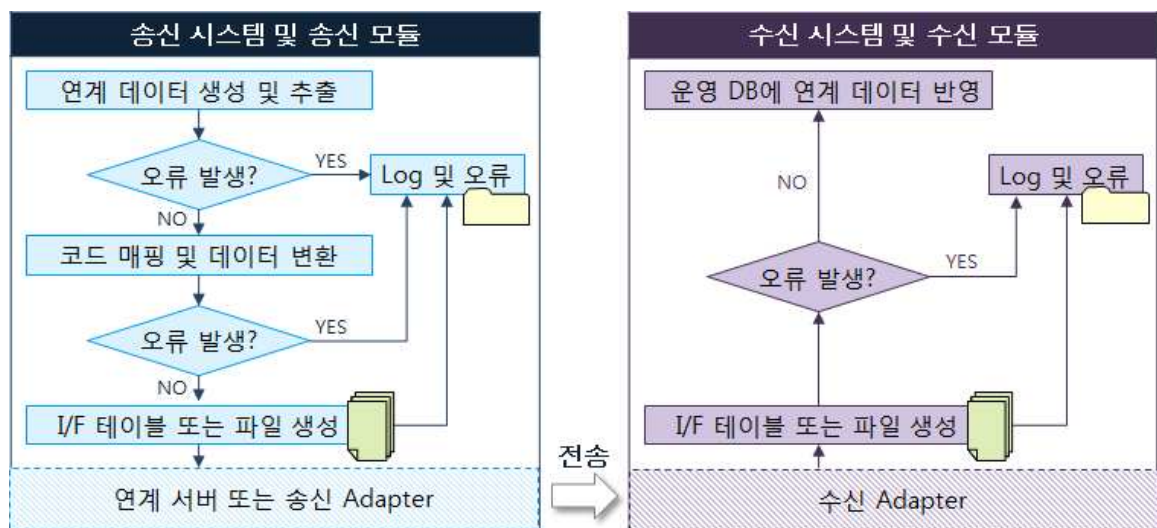 송신 시스템 및 송신 모듈
연계 데이터 생성 및 추출
오류 발생?
YES
Log 및 오류
NO
코드 매핑 및 데이터 변환
오류 발생?
YES
NO
I/F 테이블 또는 파일 생성
연계 서버 또는 송신 Adapter
전송
수신 시스템 및 수신 모듈
운영 DB에 연계 데이터 반영
NO
Log 및 오류
오류 발생?
YES
I/F 테이블 또는 파일 생성
수신 Adapter